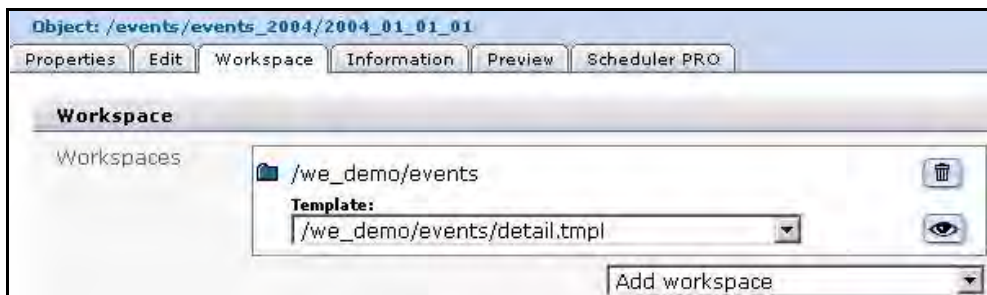 Object: /events/events_2004/2004_01_01_01
Properties Edit Workspace Information Preview Scheduler PRO
Workspace
Workspaces
/we_demo/events
Template:
/we_demo/events/detail.tmpl
Add workspace